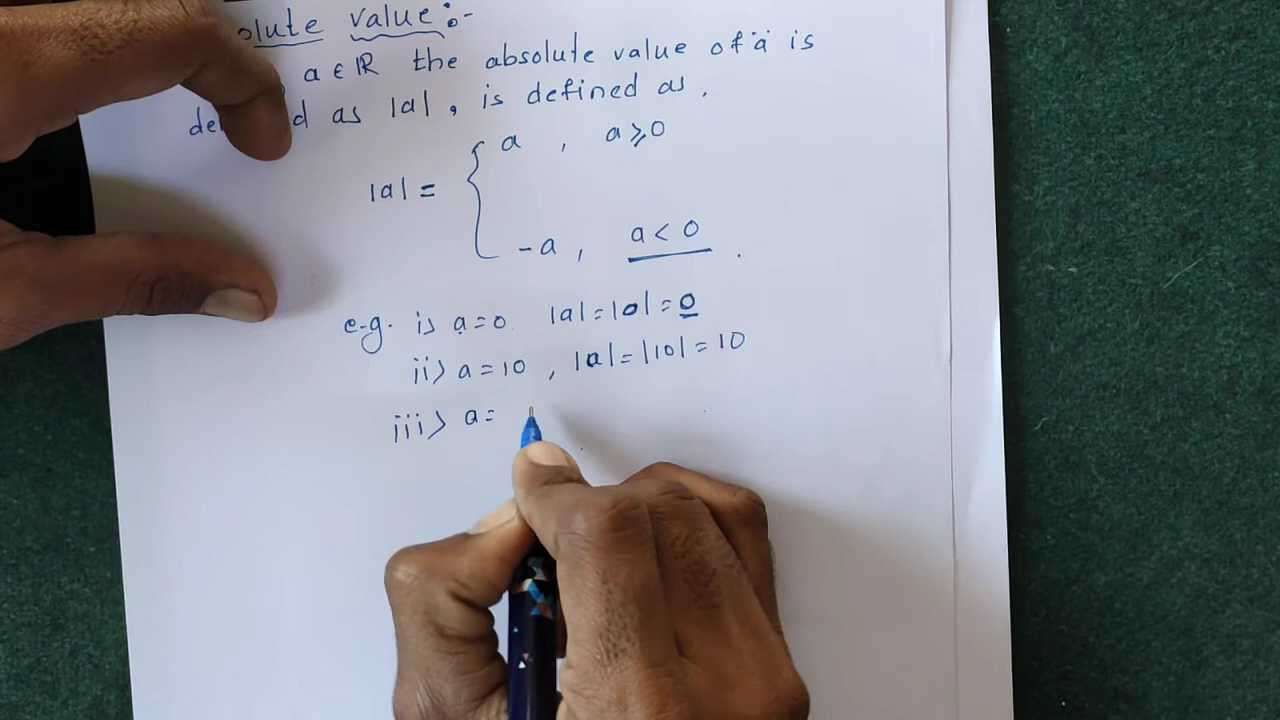 olute value :-
a ∈ ℝ the absolute value of "a" is
de d as |a|, is defined as,
a , a ≥ 0
|a| = {
-a , a < 0 .
e.g. i> a=0. |a|=|0|=0
ii> a=10 , |a|=|10|=10
iii> a=